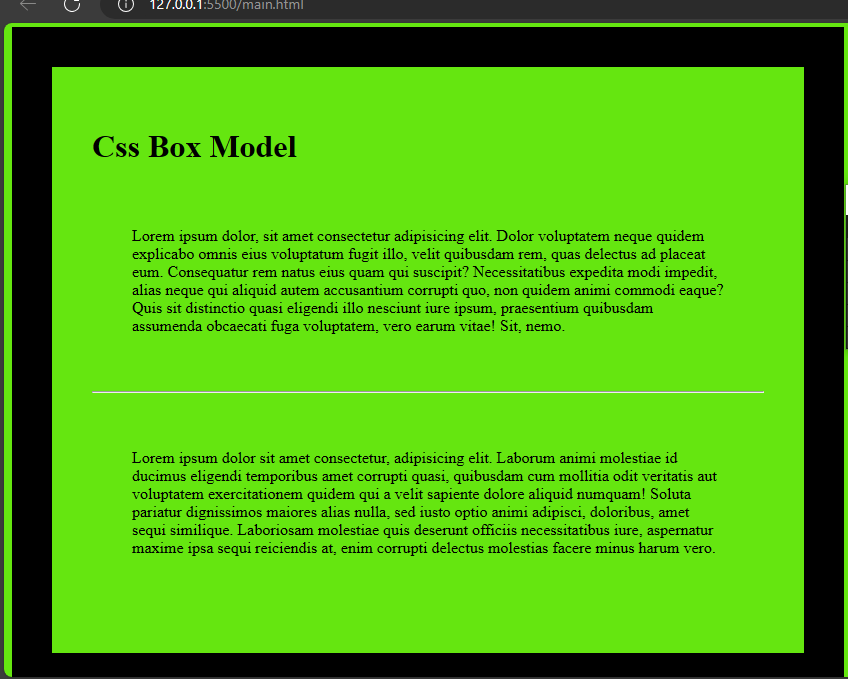 127.0.0.1:5500/main.html
Css Box Model
Lorem ipsum dolor, sit amet consectetur adipisicing elit. Dolor voluptatem neque quidem
explicabo omnis eius voluptatum fugit illo, velit quibusdam rem, quas delectus ad placeat
eum. Consequatur rem natus eius quam qui suscipit? Necessitatibus expedita modi impedit,
alias neque qui aliquid autem accusantium corrupti quo, non quidem animi commodi eaque?
Quis sit distinctio quasi eligendi illo nesciunt iure ipsum, praesentium quibusdam
assumenda obcaecati fuga voluptatem, vero earum vitae! Sit, nemo.
Lorem ipsum dolor sit amet consectetur, adipisicing elit. Laborum animi molestiae id
ducimus eligendi temporibus amet corrupti quasi, quibusdam cum mollitia odit veritatis aut
voluptatem exercitationem quidem qui a velit sapiente dolore aliquid numquam! Soluta
pariatur dignissimos maiores alias nulla, sed iusto optio animi adipisci, doloribus, amet
sequi similique. Laboriosam molestiae quis deserunt officiis necessitatibus iure, aspernatur
maxime ipsa sequi reiciendis at, enim corrupti delectus molestias facere minus harum vero.